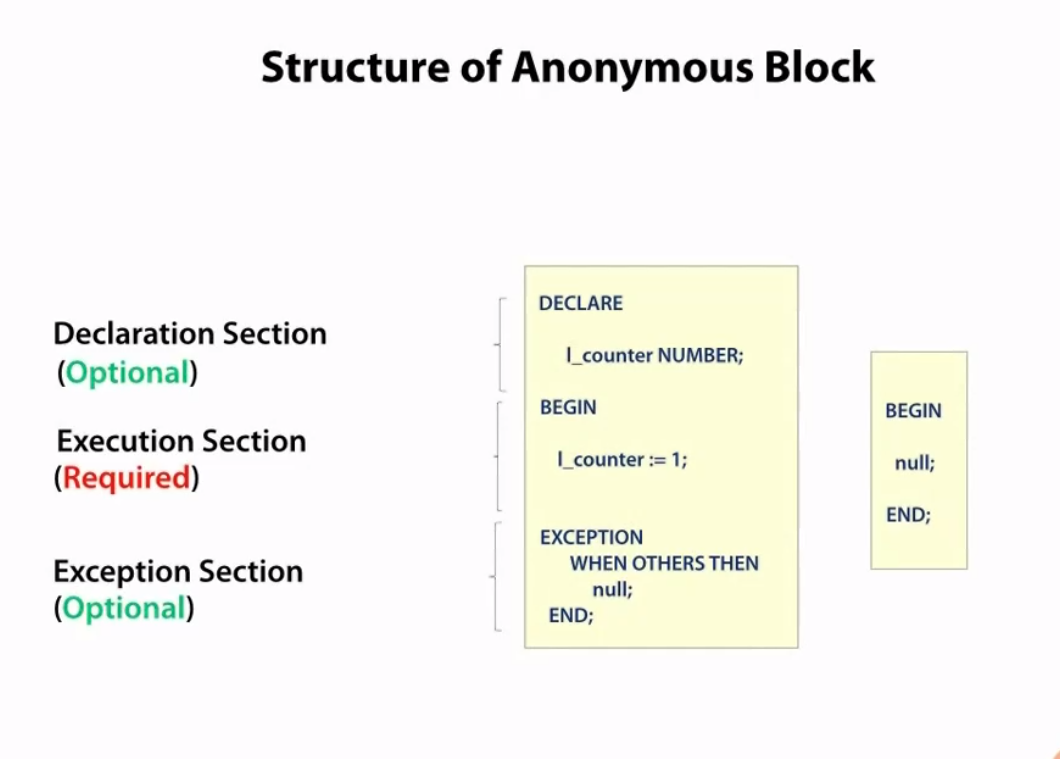 Structure of Anonymous Block
Declaration Section
(Optional)
Execution Section
(Required)
Exception Section
(Optional)
DECLARE
l_counter NUMBER;
BEGIN
l_counter := 1;
EXCEPTION
WHEN OTHERS THEN
null;
END;
BEGIN
null;
END;